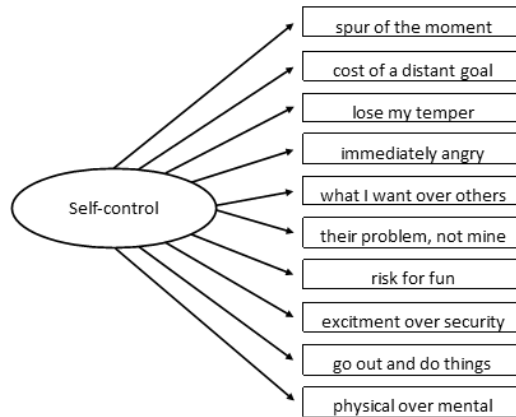 spur of the moment
cost of a distant goal
lose my temper
immediately angry
what I want over others
Self-control
their problem, not mine
risk for fun
excitment over security
go out and do things
physical over mental